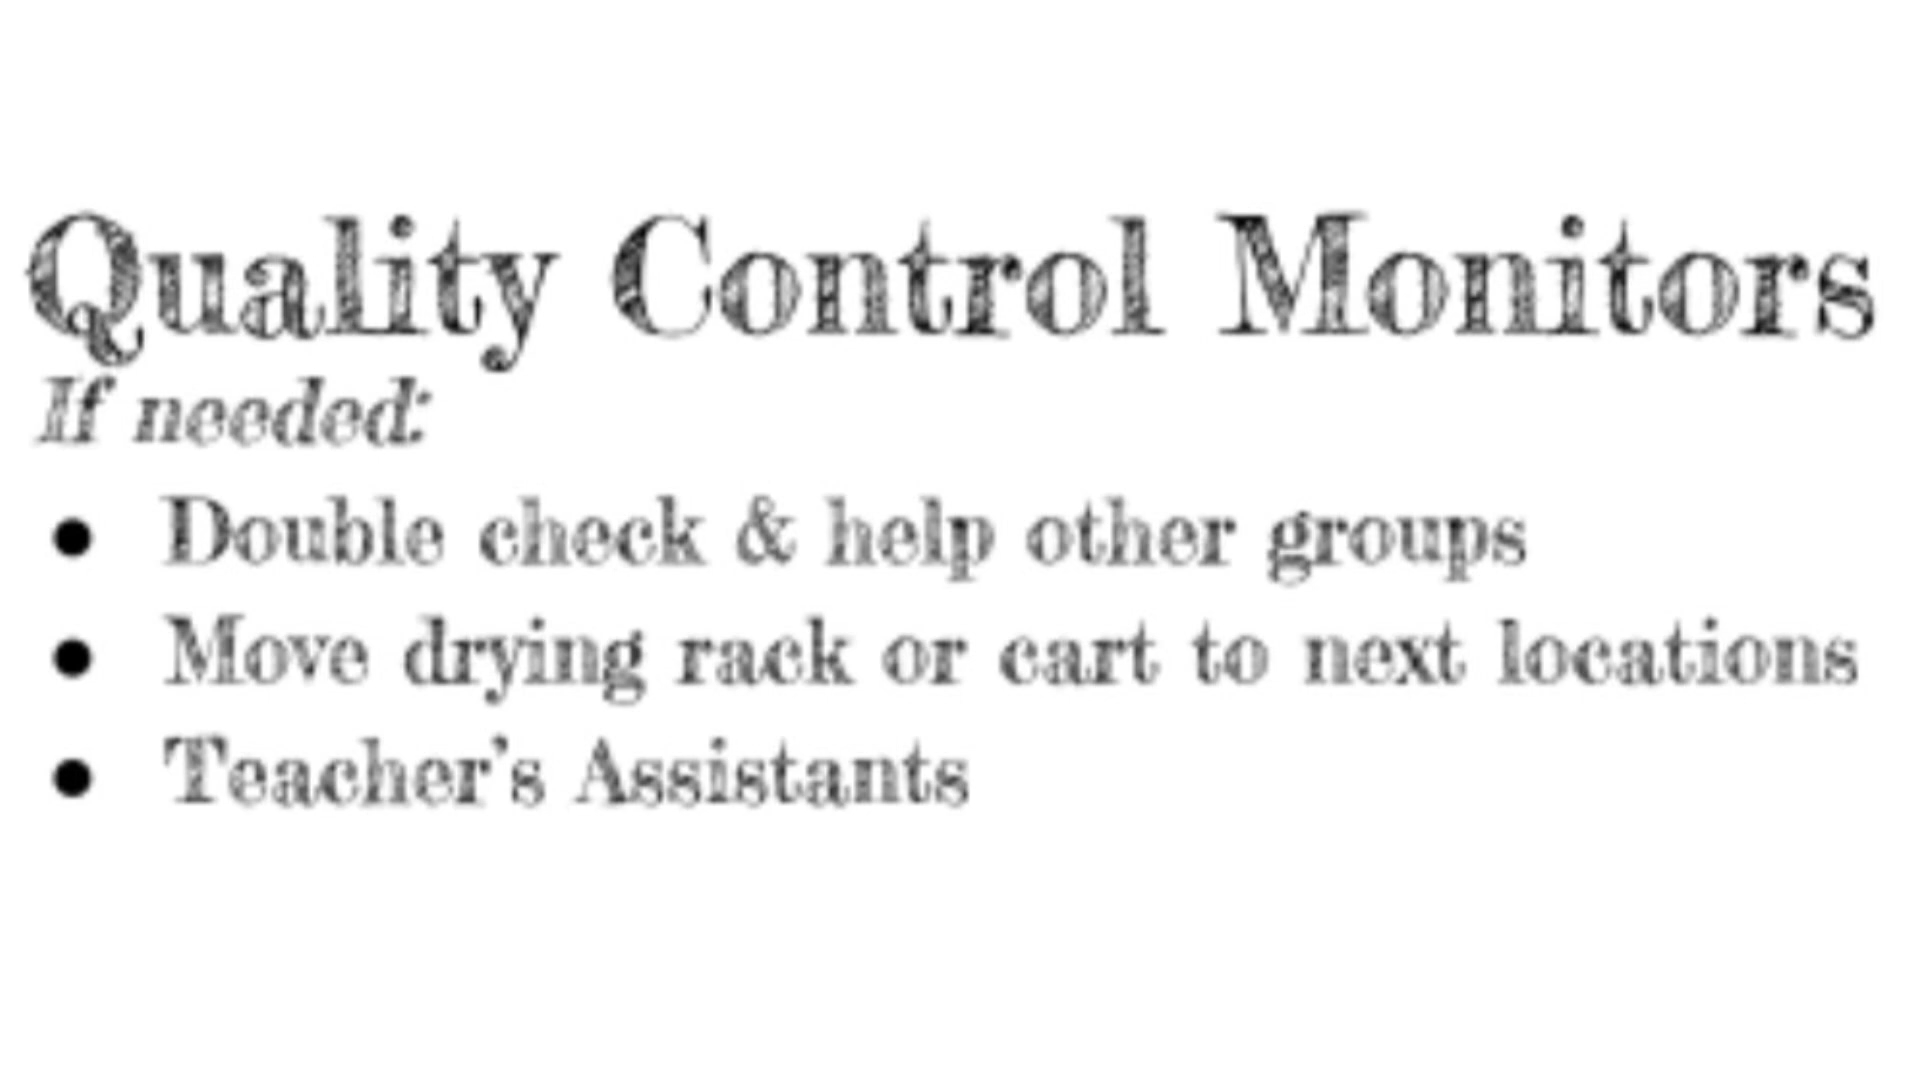 Quality Control Monitors
If needed:
● Double check & help other groups
● Move drying rack or cart to next locations
● Teacher's Assistants